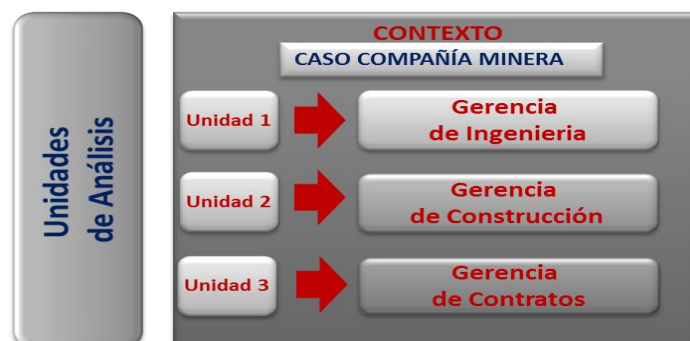 Unidades
de Análisis
CONTEXTO
CASO COMPAÑÍA MINERA
Unidad 1
Gerencia
de Ingenieria
Unidad 2
Gerencia
de Construcción
Unidad 3
Gerencia
de Contratos